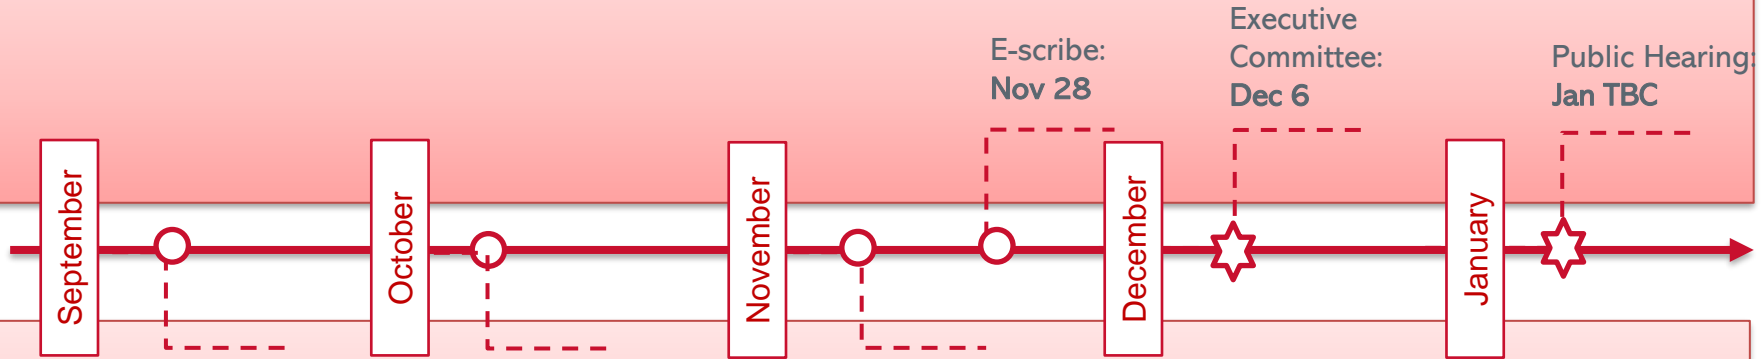 E-scribe:
Nov 28
Executive
Committee:
Dec 6
Public Hearing:
Jan TBC
September
October
November
December
January